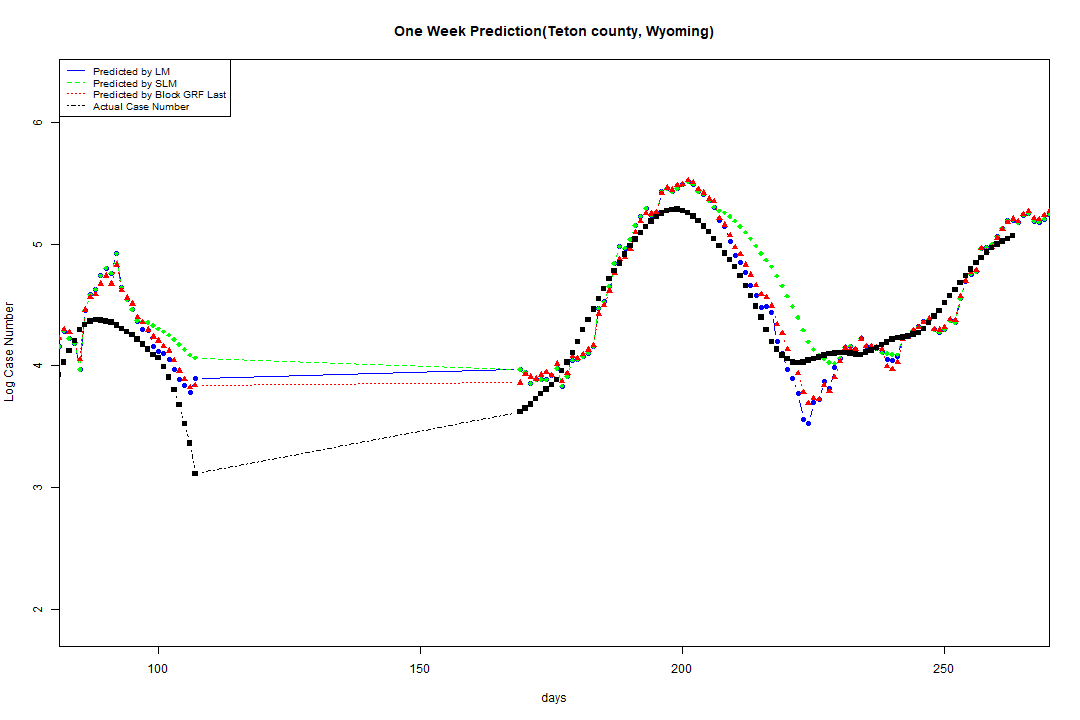 One Week Prediction(Teton county, Wyoming)
Predicted by LM
Predicted by SLM
Predicted by Block GRF Last
Actual Case Number
6
5
4
3
2
Log Case Number
100 150 200 250
days